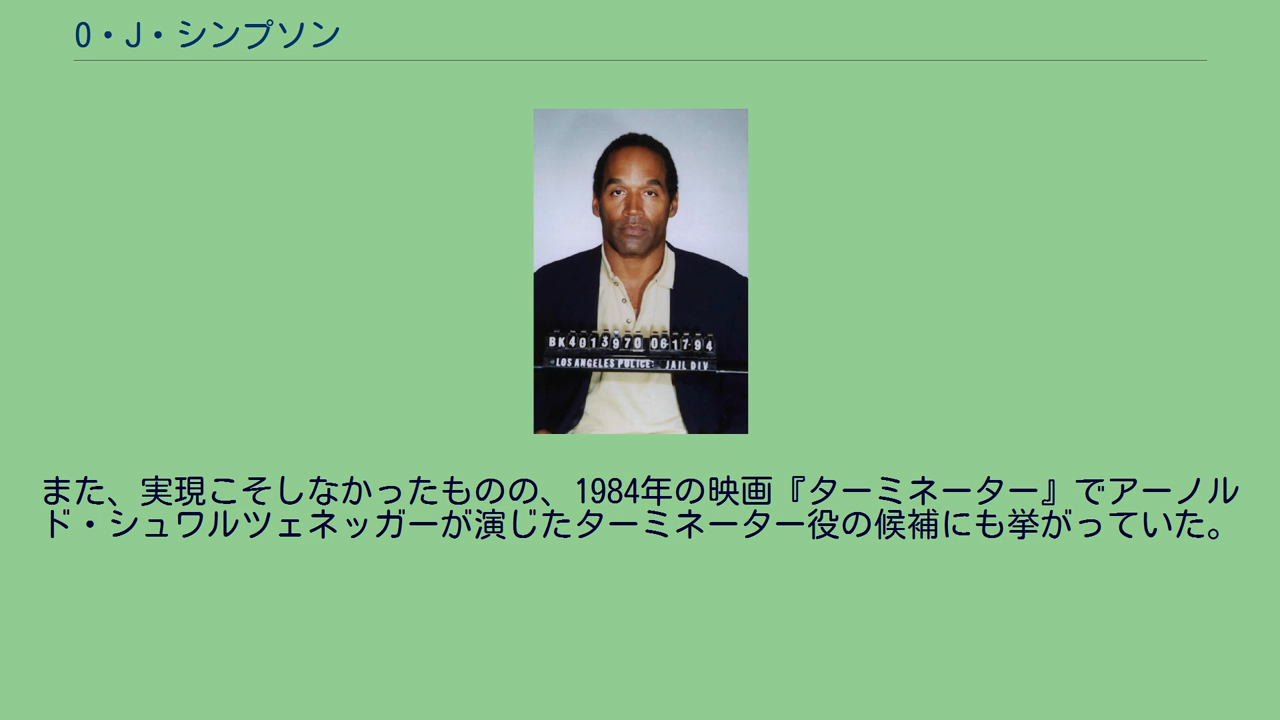 O・J・シンプソン
BK4013970 06-17-94
LOS ANGELES POLICE: JAIL DIV
また、実現こそしなかったものの、1984年の映画『ターミネーター』でアーノル
ド・シュワルツェネッガーが演じたターミネーター役の候補にも挙がっていた。